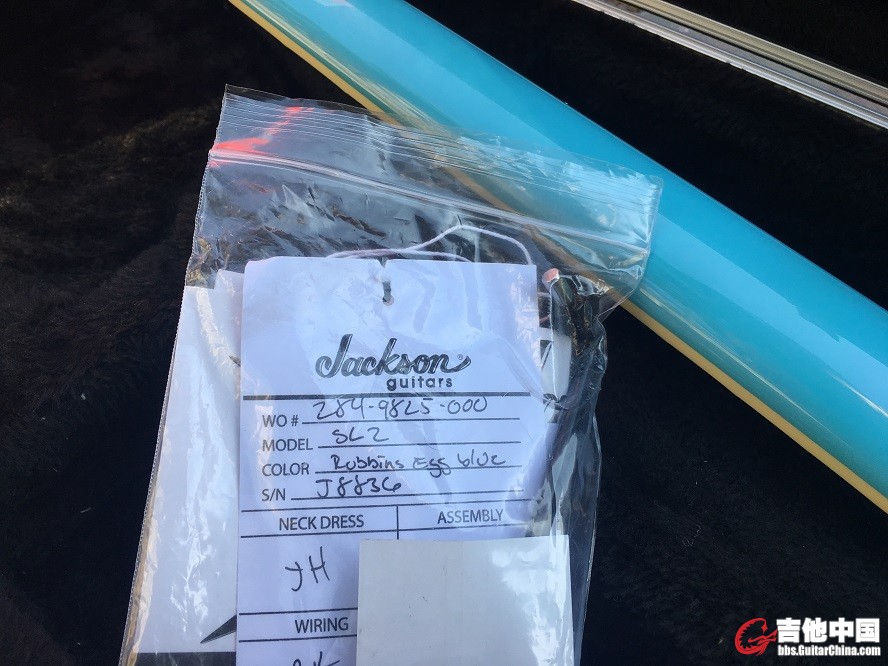 Jackson
guitars
WO # 284-9825-000
MODEL SL2
COLOR Robbins Egg blue
S/N J8836
NECK DRESS ASSEMBLY
JH
WIRING
吉他中国
bbs.GuitarChina.com